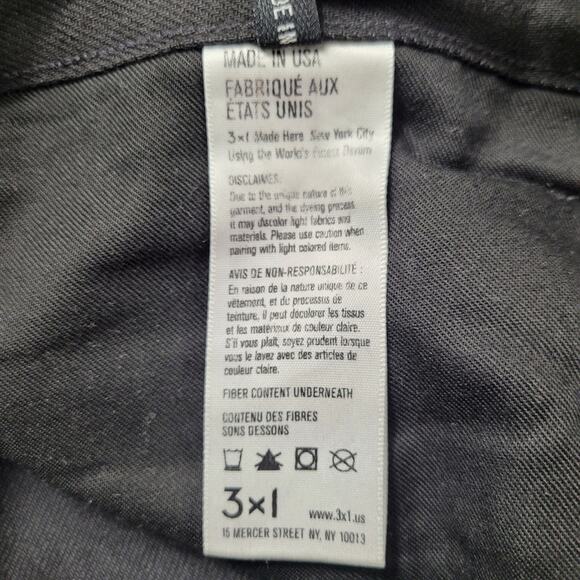 DE IN
MADE IN USA
FABRIQUÉ AUX
ÉTATS UNIS
3×1 Made Here New York City
Using the World's Finest Denim
DISCLAIMER:
Due to the unique nature of this
garment, and the dyeing process,
it may discolor light fabrics and
materials. Please use caution when
pairing with light colored items.
AVIS DE NON-RESPONSABILITÉ :
En raison de la nature unique de ce
vêtement, et du processus de
teinture, il peut décolorer les tissus
et les matériaux de couleur claire.
S'il vous plaît, soyez prudent lorsque
vous le lavez avec des articles de
couleur claire.
FIBER CONTENT UNDERNEATH
CONTENU DES FIBRES
SONS DESSONS
3×1
www.3x1.us
15 MERCER STREET NY, NY 10013